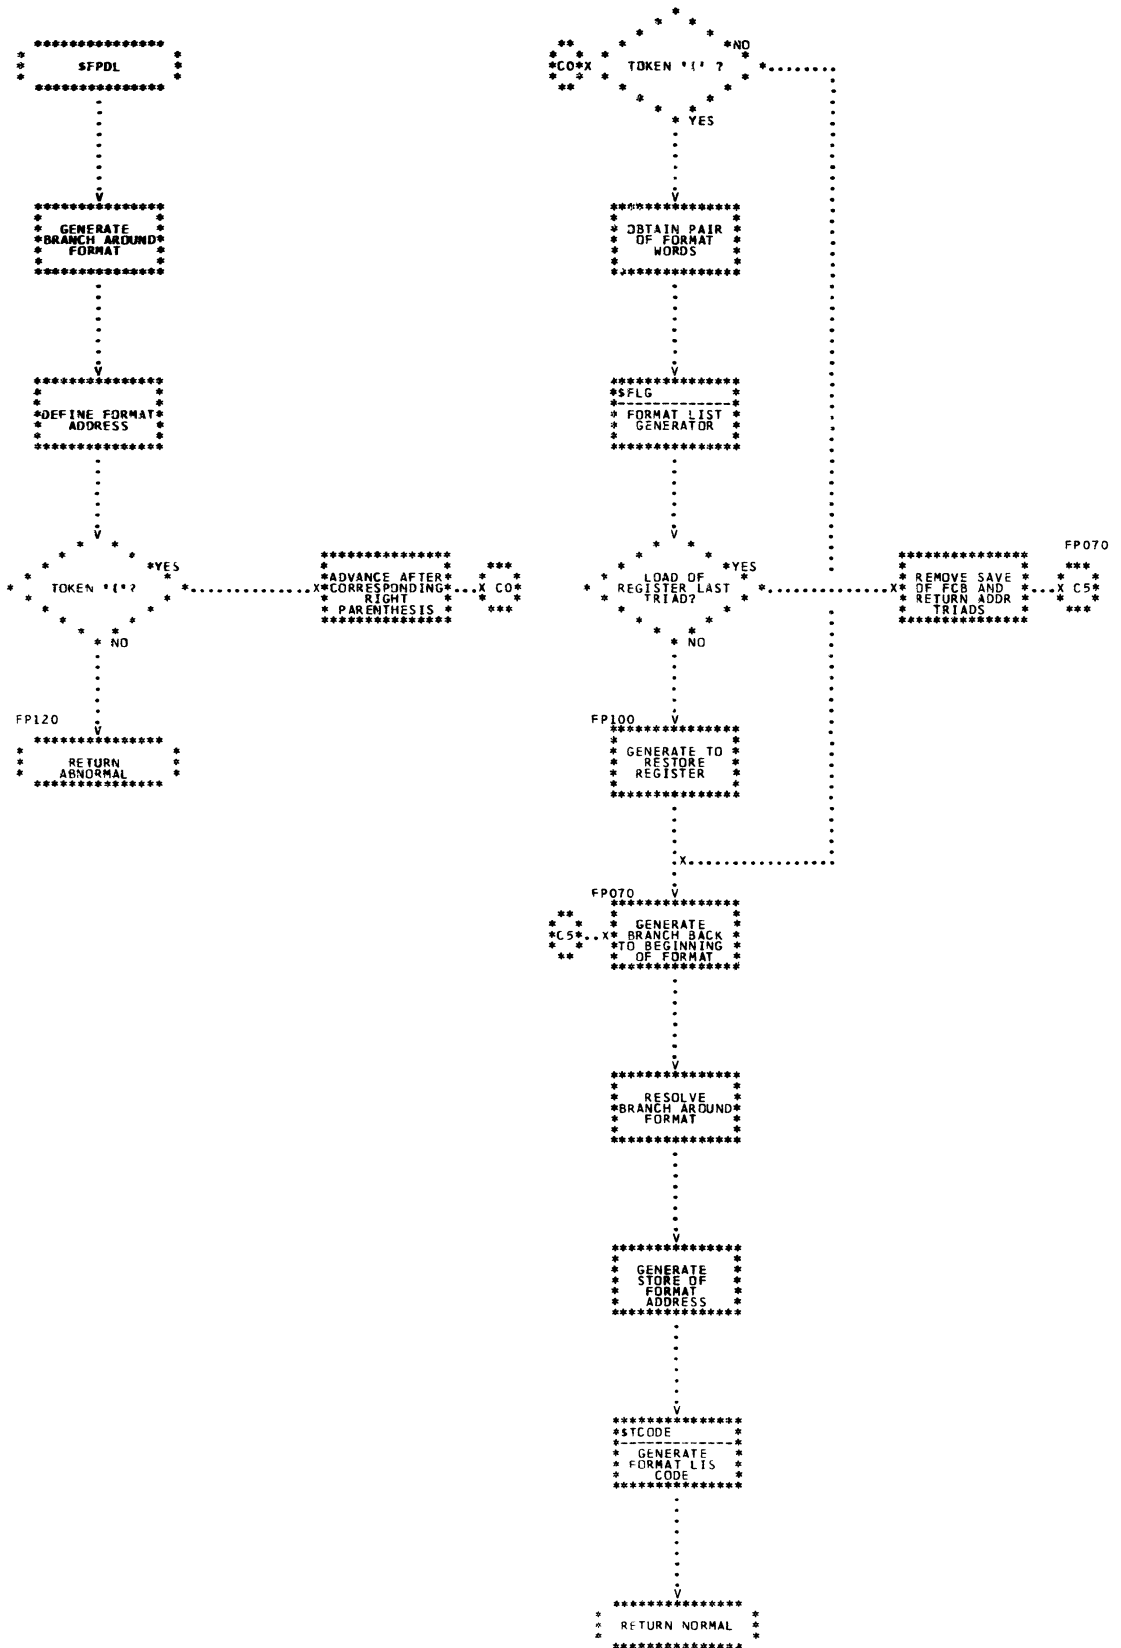 $FPDL
GENERATE
BRANCH AROUND
FORMAT
DEFINE FORMAT
ADDRESS
TOKEN "("?
YES
NO
ADVANCE AFTER
CORRESPONDING
RIGHT
PARENTHESIS
X C0
FP120
RETURN
ABNORMAL
C0 X
TOKEN "(" ?
NO
YES
OBTAIN PAIR
OF FORMAT
WORDS
$FLG
FORMAT LIST
GENERATOR
LOAD OF
REGISTER LAST
TRIAD?
YES
NO
REMOVE SAVE
OF FCB AND
RETURN ADDR
TRIADS
FP070
X C5
FP100
GENERATE TO
RESTORE
REGISTER
FP070
C5
GENERATE
BRANCH BACK
TO BEGINNING
OF FORMAT
RESOLVE
BRANCH AROUND
FORMAT
GENERATE
STORE OF
FORMAT
ADDRESS
$TCODE
GENERATE
FORMAT LIS
CODE
RETURN NORMAL